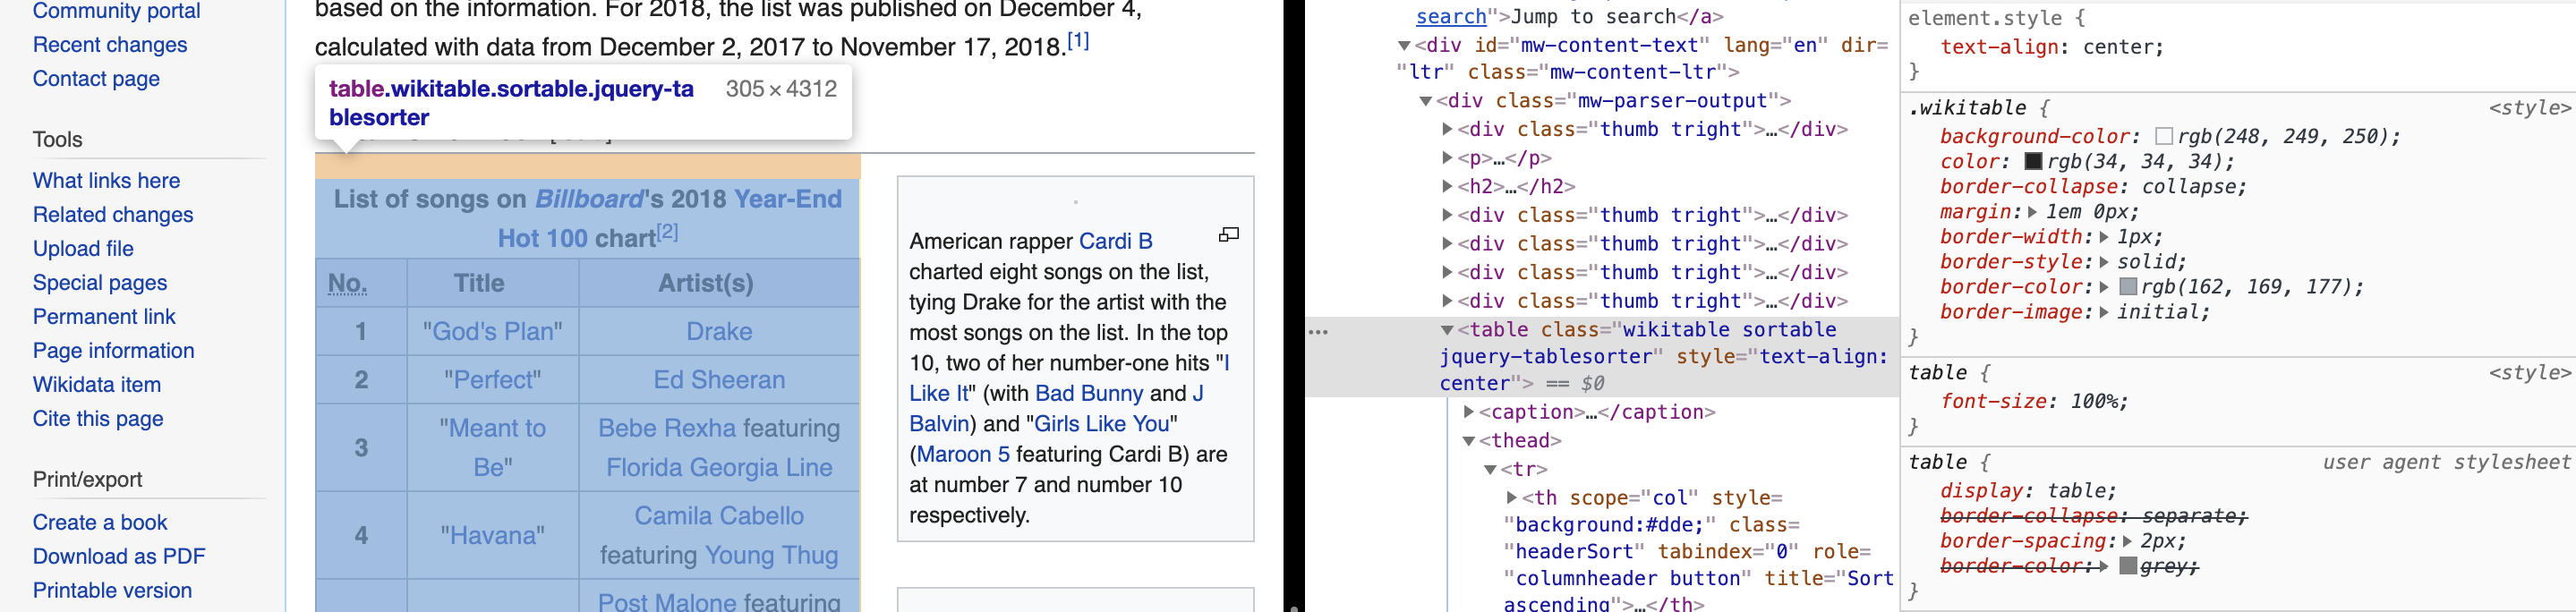 Community portal
Recent changes
Contact page
Tools
What links here
Related changes
Upload file
Special pages
Permanent link
Page information
Wikidata item
Cite this page
Print/export
Create a book
Download as PDF
Printable version
based on the information. For 2018, the list was published on December 4,
calculated with data from December 2, 2017 to November 17, 2018.[1]
table.wikitable.sortable.jquery-ta
blesorter
305 × 4312
List of songs on Billboard's 2018 Year-End
Hot 100 chart[2]
No. Title Artist(s)
1 "God's Plan" Drake
2 "Perfect" Ed Sheeran
3 "Meant to
Be" Bebe Rexha featuring
Florida Georgia Line
4 "Havana" Camila Cabello
featuring Young Thug
Post Malone featuring
American rapper Cardi B
charted eight songs on the list,
tying Drake for the artist with the
most songs on the list. In the top
10, two of her number-one hits "I
Like It" (with Bad Bunny and J
Balvin) and "Girls Like You"
(Maroon 5 featuring Cardi B) are
at number 7 and number 10
respectively.
search">Jump to search</a>
▼<div id="mw-content-text" lang="en" dir=
"ltr" class="mw-content-ltr">
▼<div class="mw-parser-output">
▶<div class="thumb tright">…</div>
▶<p>…</p>
▶<h2>…</h2>
▶<div class="thumb tright">…</div>
▶<div class="thumb tright">…</div>
▶<div class="thumb tright">…</div>
▶<div class="thumb tright">…</div>
… ▼<table class="wikitable sortable
jquery-tablesorter" style="text-align:
center"> == $0
▶<caption>…</caption>
▼<thead>
▼<tr>
▶<th scope="col" style=
"background:#dde;" class=
"headerSort" tabindex="0" role=
"columnheader button" title="Sort
ascending">…</th>
element.style {
text-align: center;
}
.wikitable { <style>
background-color: rgb(248, 249, 250);
color: rgb(34, 34, 34);
border-collapse: collapse;
margin:▶ 1em 0px;
border-width:▶ 1px;
border-style:▶ solid;
border-color:▶ rgb(162, 169, 177);
border-image:▶ initial;
}
table { <style>
font-size: 100%;
}
table { user agent stylesheet
display: table;
border-collapse: separate;
border-spacing:▶ 2px;
border-color:▶ grey;
}